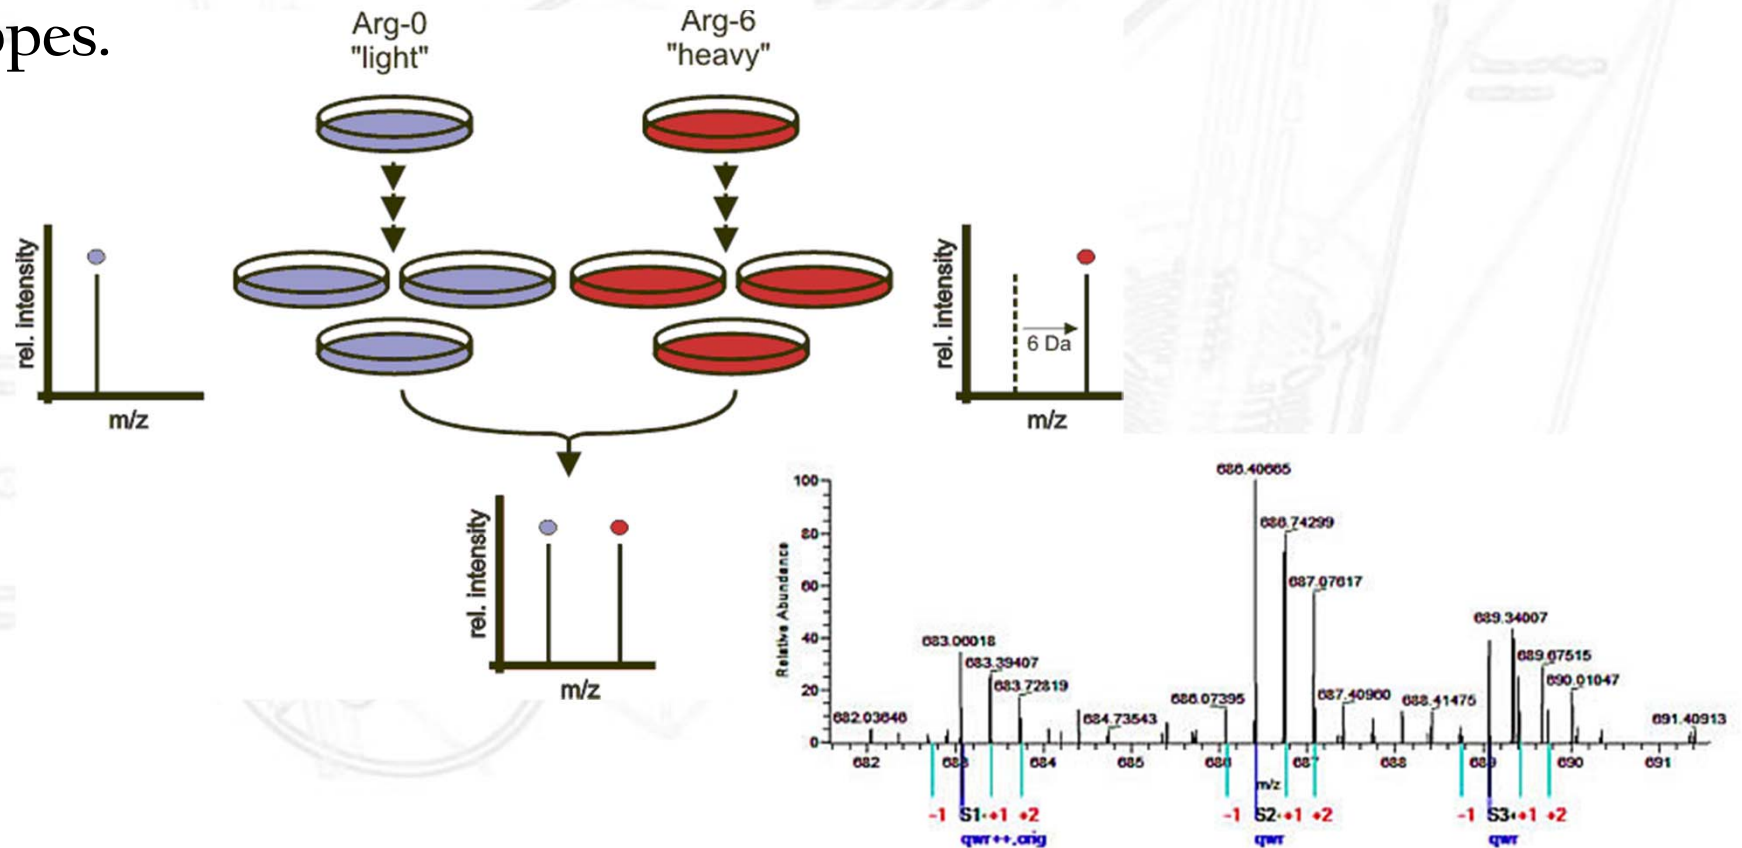 opes.
Arg-0
"light"
Arg-6
"heavy"
rel. intensity
m/z
rel. intensity
6 Da
m/z
rel. intensity
m/z
Relative Abundance
100
80
60
40
20
0
682.03646
683.06018
683.39407
683.72819
684.73543
686.07395
686.40665
686.74299
687.07617
687.40960
688.41475
689.34007
689.67515
690.01047
691.40913
682 683 684 685 686 687 688 689 690 691
m/z
-1 S1 +1 +2 -1 S2 +1 +2 -1 S3 +1 +2
qwr++.orig qwr qwr